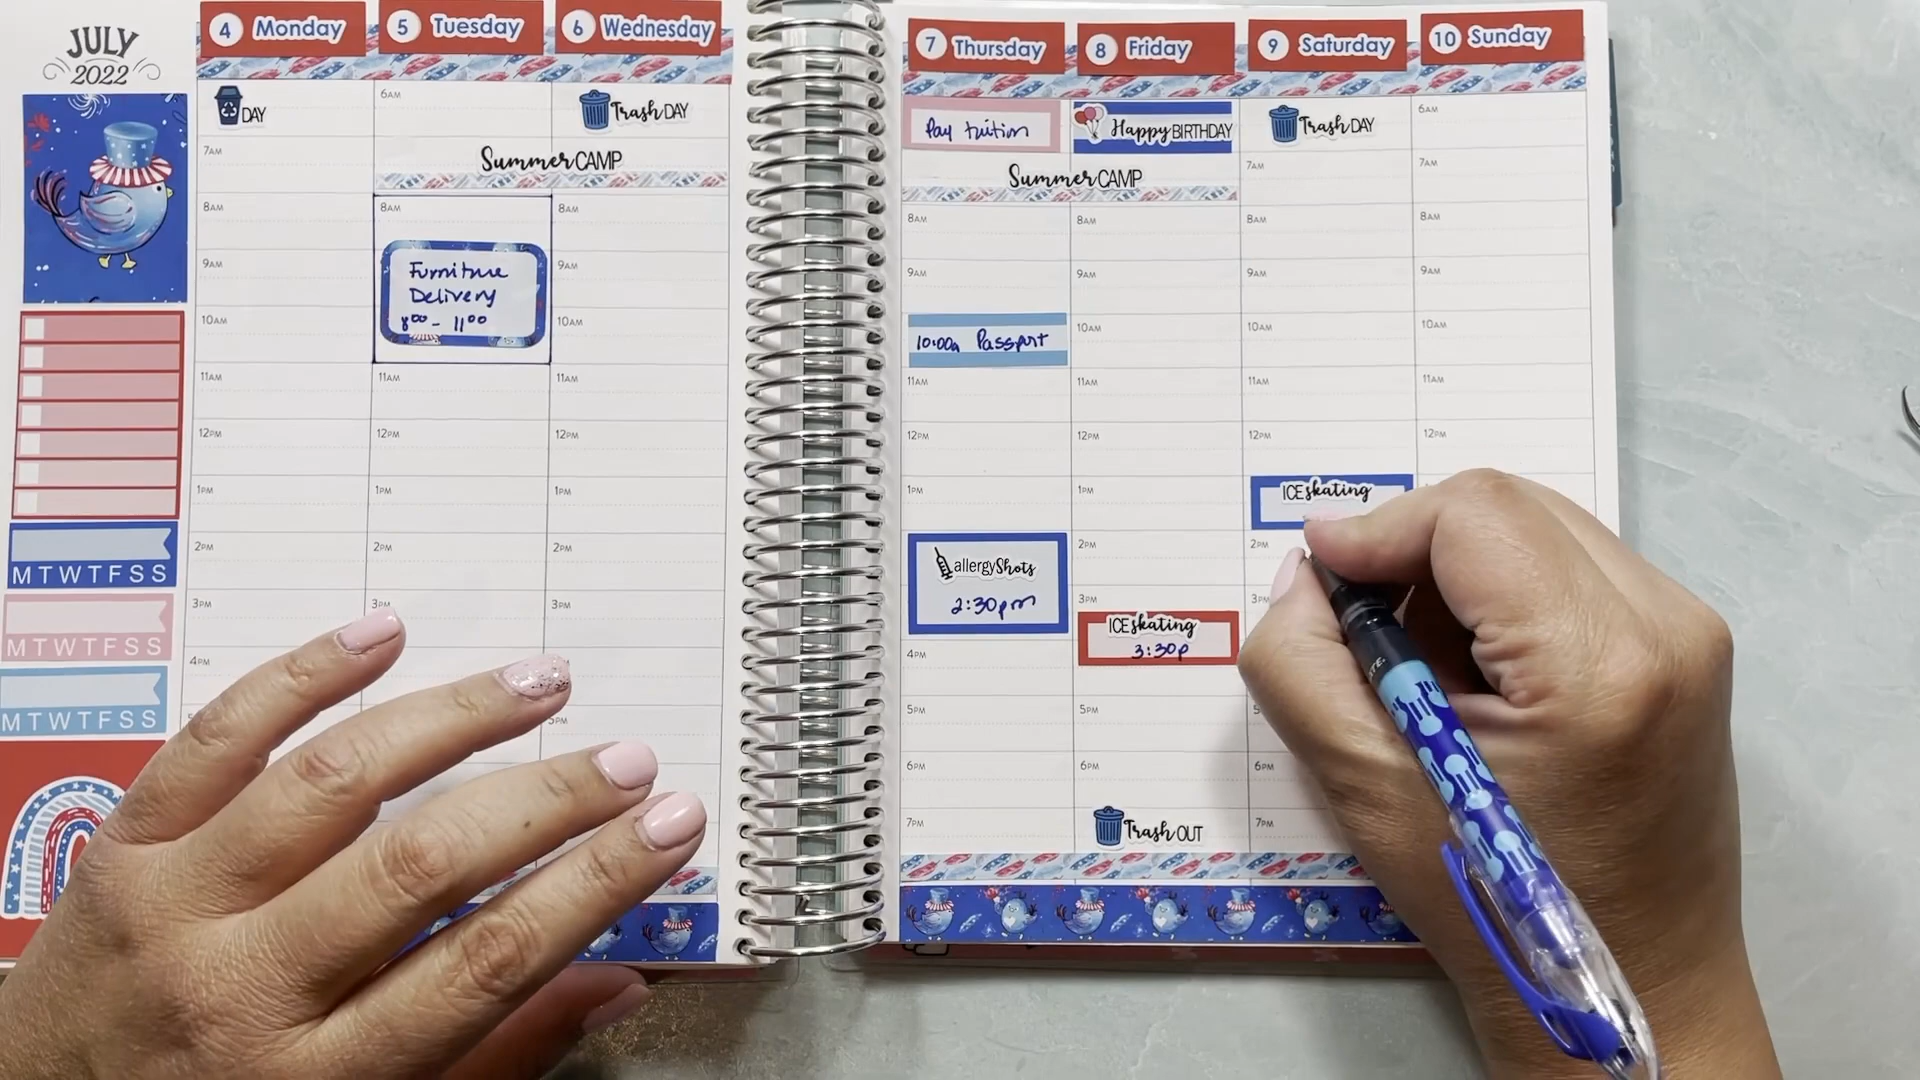 JULY
2022
4 Monday
5 Tuesday
6 Wednesday
7 Thursday
8 Friday
9 Saturday
10 Sunday
DAY
6AM
Trash DAY
Pay tuition
Happy BIRTHDAY
Trash DAY
6AM
7AM
Summer CAMP
Summer CAMP
7AM
7AM
8AM
8AM
8AM
8AM
8AM
8AM
8AM
9AM
Furniture
Delivery
8:00 - 11:00
9AM
9AM
9AM
9AM
9AM
10AM
10AM
10:00a Passport
10AM
10AM
10AM
11AM
11AM
11AM
11AM
11AM
11AM
11AM
12PM
12PM
12PM
12PM
12PM
12PM
12PM
1PM
1PM
1PM
1PM
1PM
ICE skating
2PM
2PM
2PM
allergy Shots
2:30pm
2PM
2PM
MTWTFSS
3PM
3PM
3PM
3PM
ICE skating
3:30p
MTWTFSS
4PM
4PM
MTWTFSS
5PM
5PM
5PM
6PM
6PM
6PM
7PM
Trash OUT
7PM